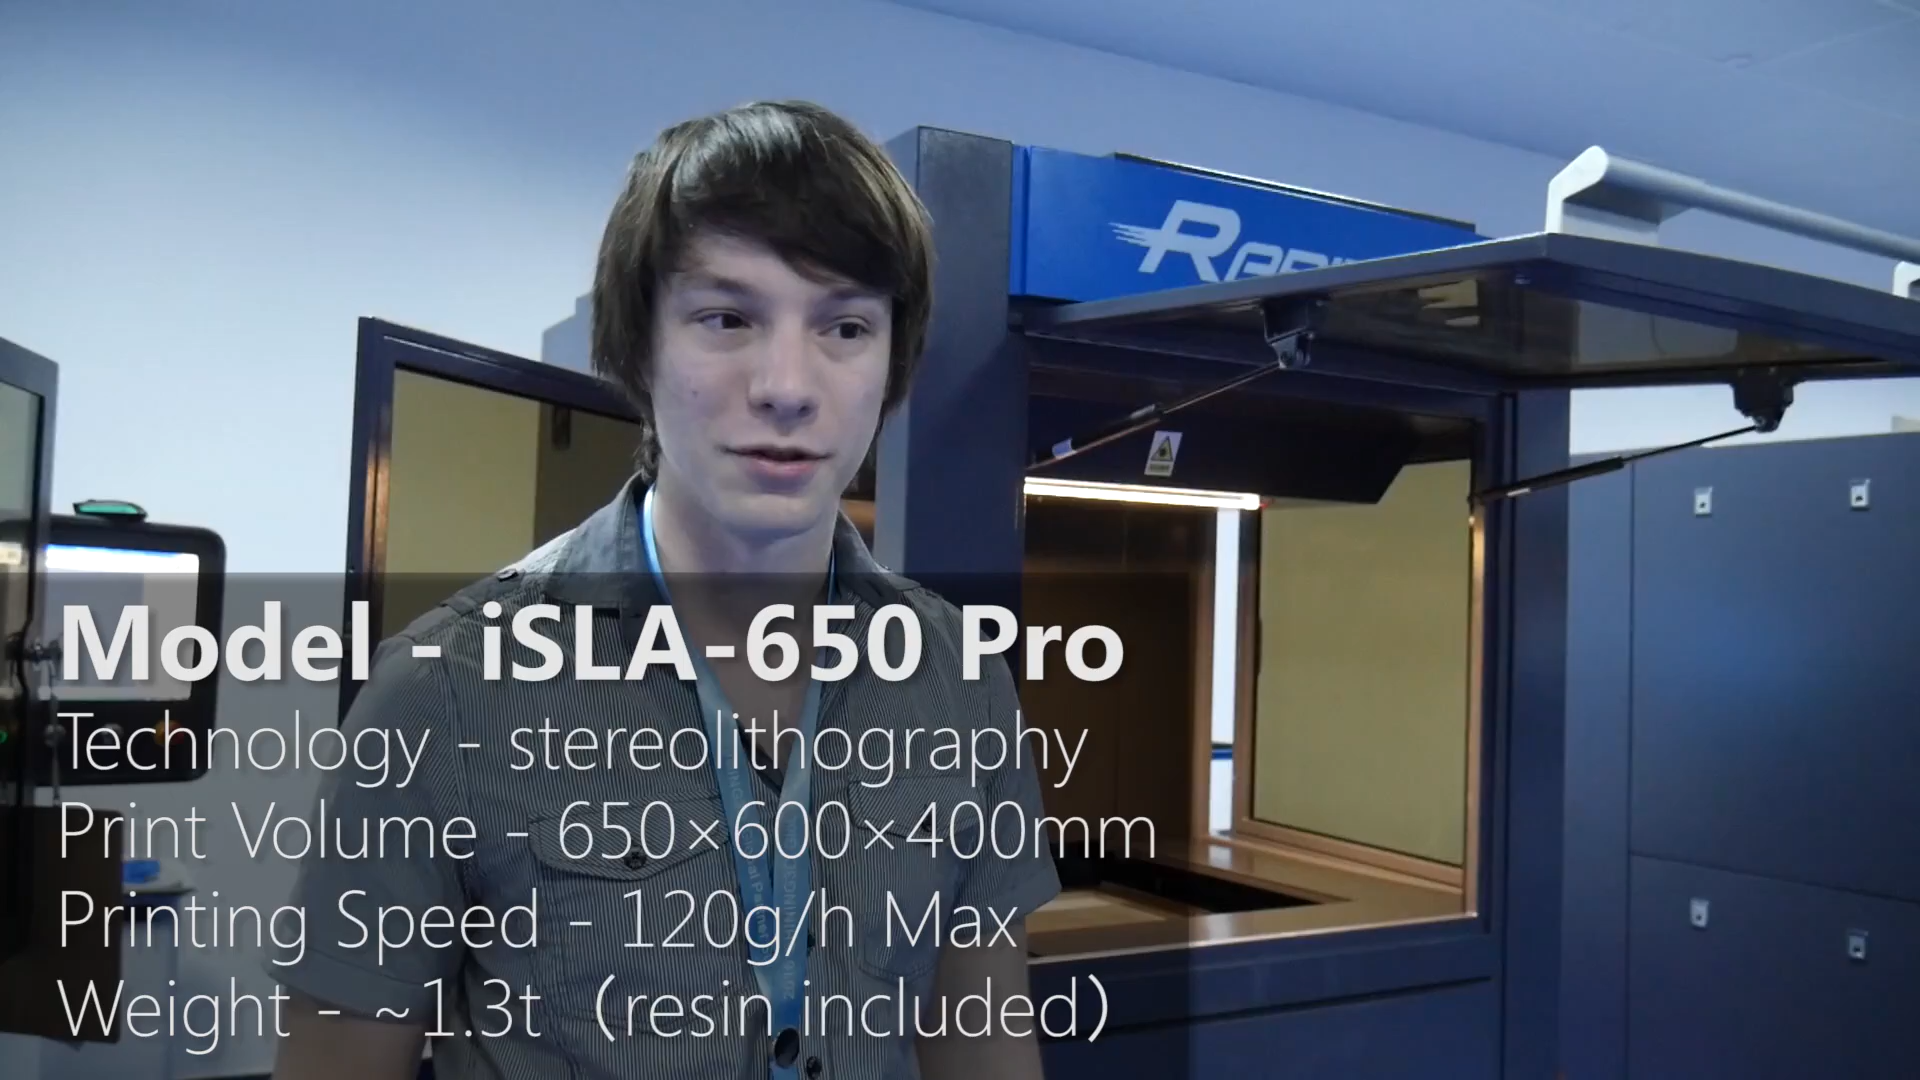 Model - iSLA-650 Pro
Technology - stereolithography
Print Volume - 650×600×400mm
Printing Speed - 120g/h Max
Weight - ~1.3t (resin included)